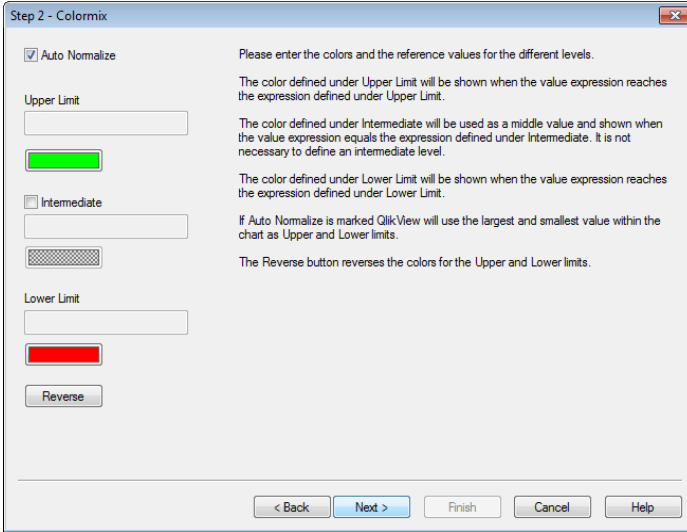 Step 2 - Colormix
Auto Normalize
Upper Limit
Intermediate
Lower Limit
Reverse
Please enter the colors and the reference values for the different levels.
The color defined under Upper Limit will be shown when the value expression reaches
the expression defined under Upper Limit.
The color defined under Intermediate will be used as a middle value and shown when
the value expression equals the expression defined under Intermediate. It is not
necessary to define an intermediate level.
The color defined under Lower Limit will be shown when the value expression reaches
the expression defined under Lower Limit.
If Auto Normalize is marked QlikView will use the largest and smallest value within the
chart as Upper and Lower limits.
The Reverse button reverses the colors for the Upper and Lower limits.
< Back
Next >
Finish
Cancel
Help